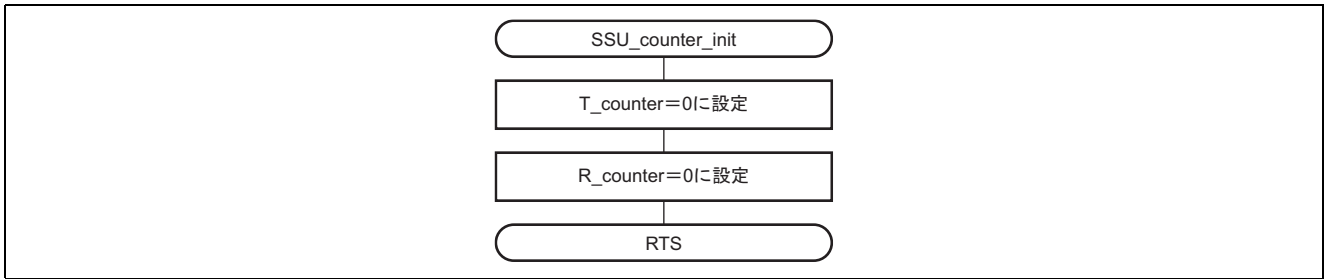 SSU_counter_init
T_counter＝0に設定
R_counter＝0に設定
RTS